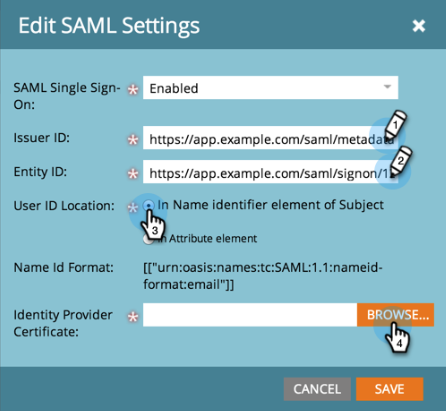 Edit SAML Settings
SAML Single Sign-
On:
Enabled
Issuer ID:
https://app.example.com/saml/metadata
1
Entity ID:
https://app.example.com/saml/signon/1
2
User ID Location:
In Name identifier element of Subject
3
In Attribute element
Name Id Format:
[["urn:oasis:names:tc:SAML:1.1:nameid-
format:email"]]
Identity Provider
Certificate:
BROWSE...
4
CANCEL
SAVE